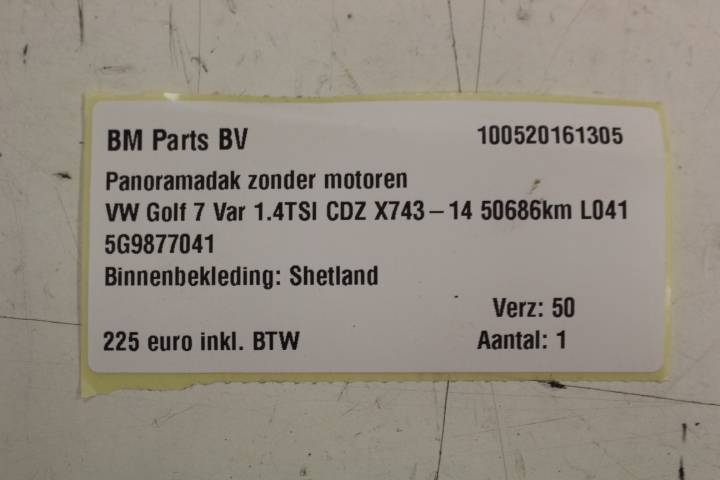 BM Parts BV 100520161305
Panoramadak zonder motoren
VW Golf 7 Var 1.4TSI CDZ X743-14 50686km L041
5G9877041
Binnenbekleding: Shetland
Verz: 50
225 euro inkl. BTW Aantal: 1